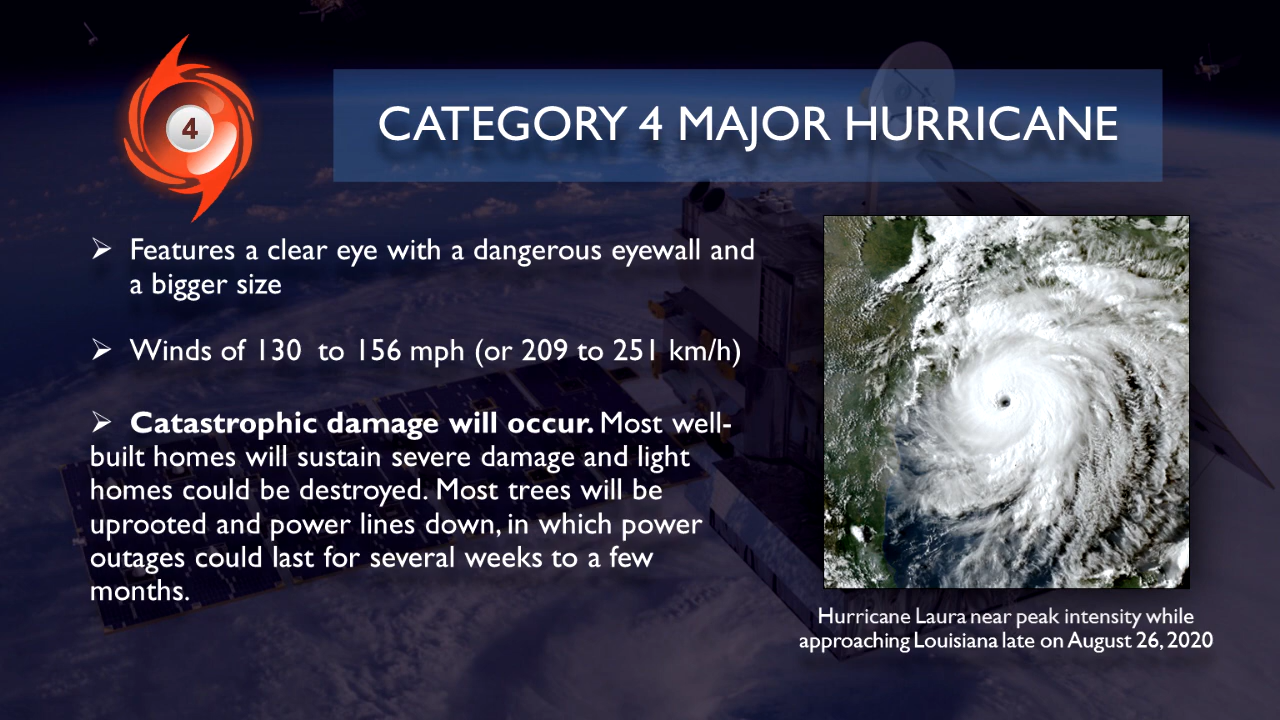 4
CATEGORY 4 MAJOR HURRICANE
➢ Features a clear eye with a dangerous eyewall and
a bigger size
➢ Winds of 130  to 156 mph (or 209 to 251 km/h)
➢ Catastrophic damage will occur. Most well-
built homes will sustain severe damage and light
homes could be destroyed. Most trees will be
uprooted and power lines down, in which power
outages could last for several weeks to a few
months.
Hurricane Laura near peak intensity while
approaching Louisiana late on August 26, 2020